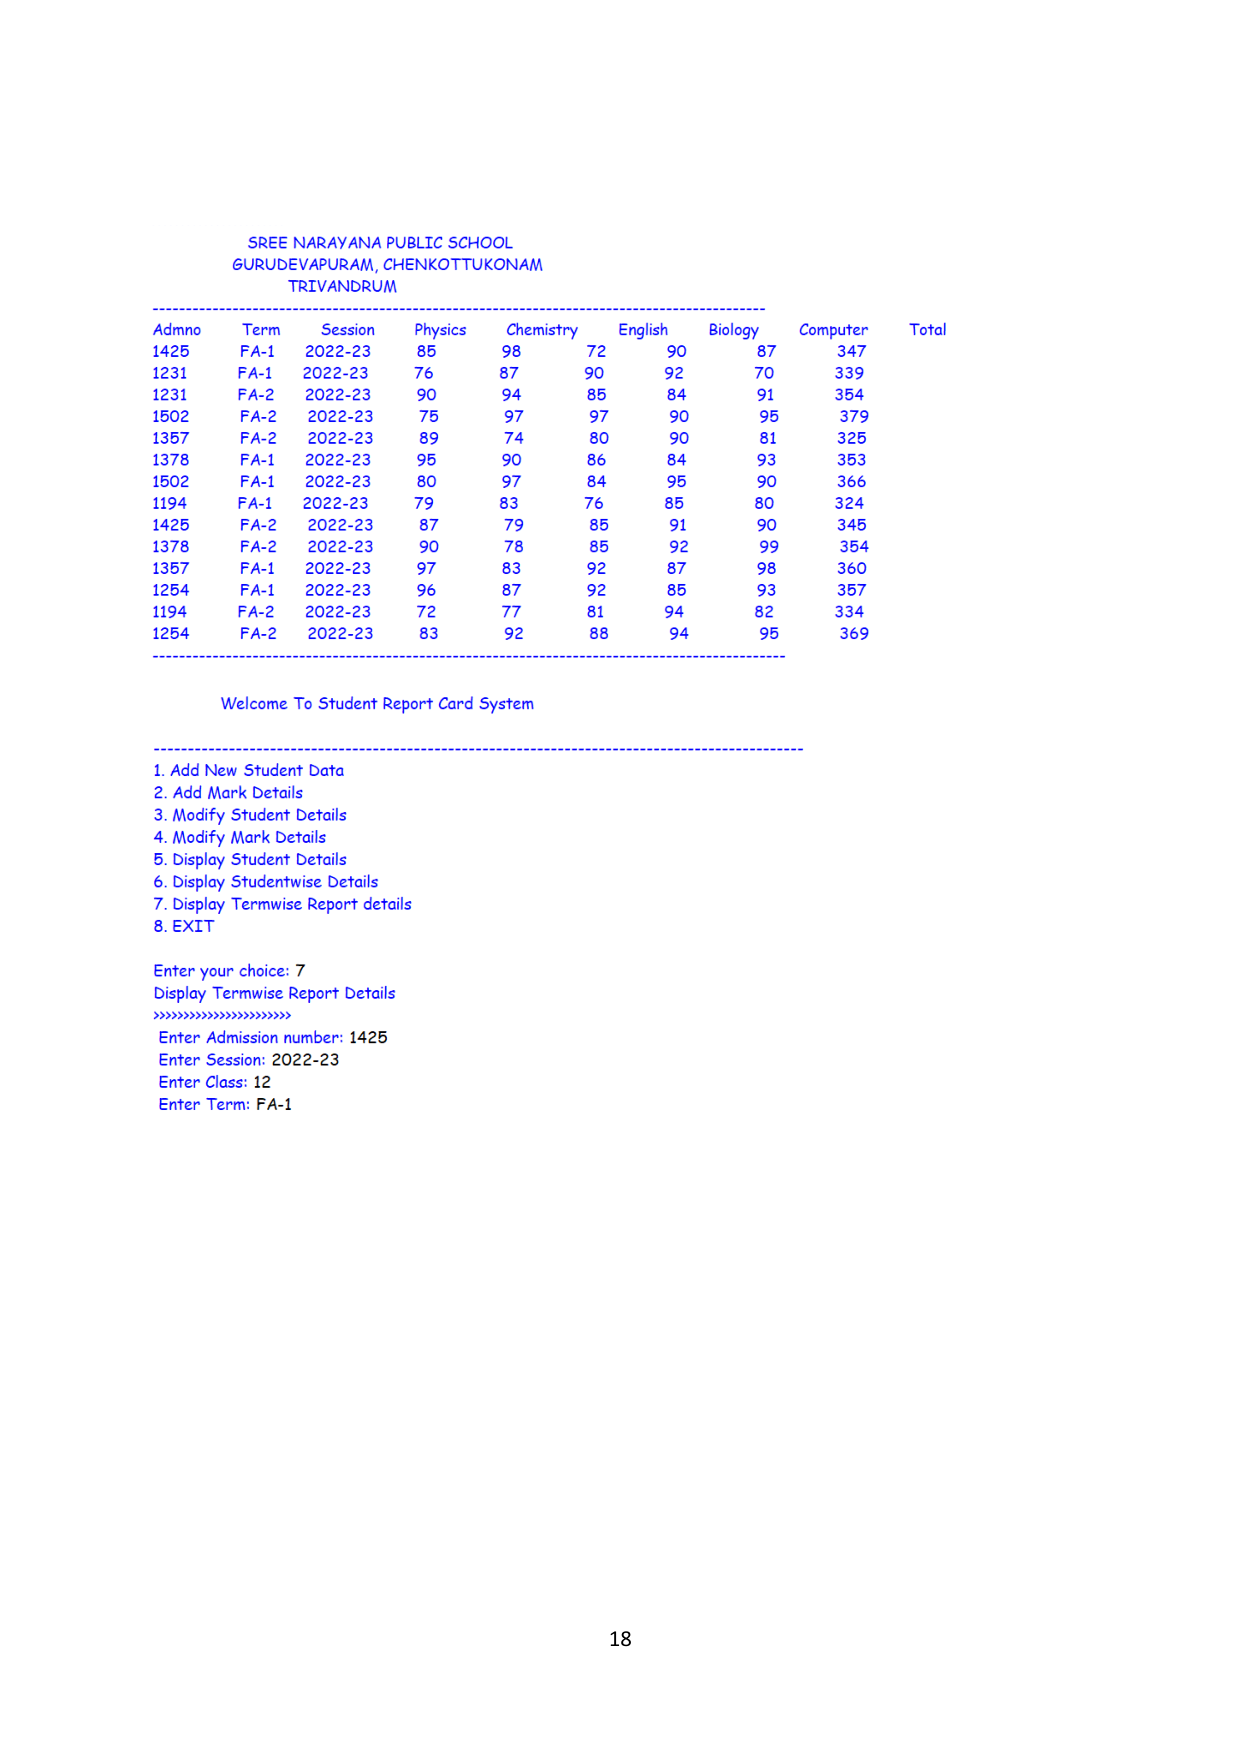 SREE NARAYANA PUBLIC SCHOOL
GURUDEVAPURAM, CHENKOTTUKONAM
TRIVANDRUM
--------------------------------------------------------------------------------------------
Admno Term Session Physics Chemistry English Biology Computer Total
1425 FA-1 2022-23 85 98 72 90 87 347
1231 FA-1 2022-23 76 87 90 92 70 339
1231 FA-2 2022-23 90 94 85 84 91 354
1502 FA-2 2022-23 75 97 97 90 95 379
1357 FA-2 2022-23 89 74 80 90 81 325
1378 FA-1 2022-23 95 90 86 84 93 353
1502 FA-1 2022-23 80 97 84 95 90 366
1194 FA-1 2022-23 79 83 76 85 80 324
1425 FA-2 2022-23 87 79 85 91 90 345
1378 FA-2 2022-23 90 78 85 92 99 354
1357 FA-1 2022-23 97 83 92 87 98 360
1254 FA-1 2022-23 96 87 92 85 93 357
1194 FA-2 2022-23 72 77 81 94 82 334
1254 FA-2 2022-23 83 92 88 94 95 369
-----------------------------------------------------------------------------------------------
Welcome To Student Report Card System
-----------------------------------------------------------------------------------------------
1. Add New Student Data
2. Add Mark Details
3. Modify Student Details
4. Modify Mark Details
5. Display Student Details
6. Display Studentwise Details
7. Display Termwise Report details
8. EXIT
Enter your choice: 7
Display Termwise Report Details
>>>>>>>>>>>>>>>>>>>>>>>
Enter Admission number: 1425
Enter Session: 2022-23
Enter Class: 12
Enter Term: FA-1
18